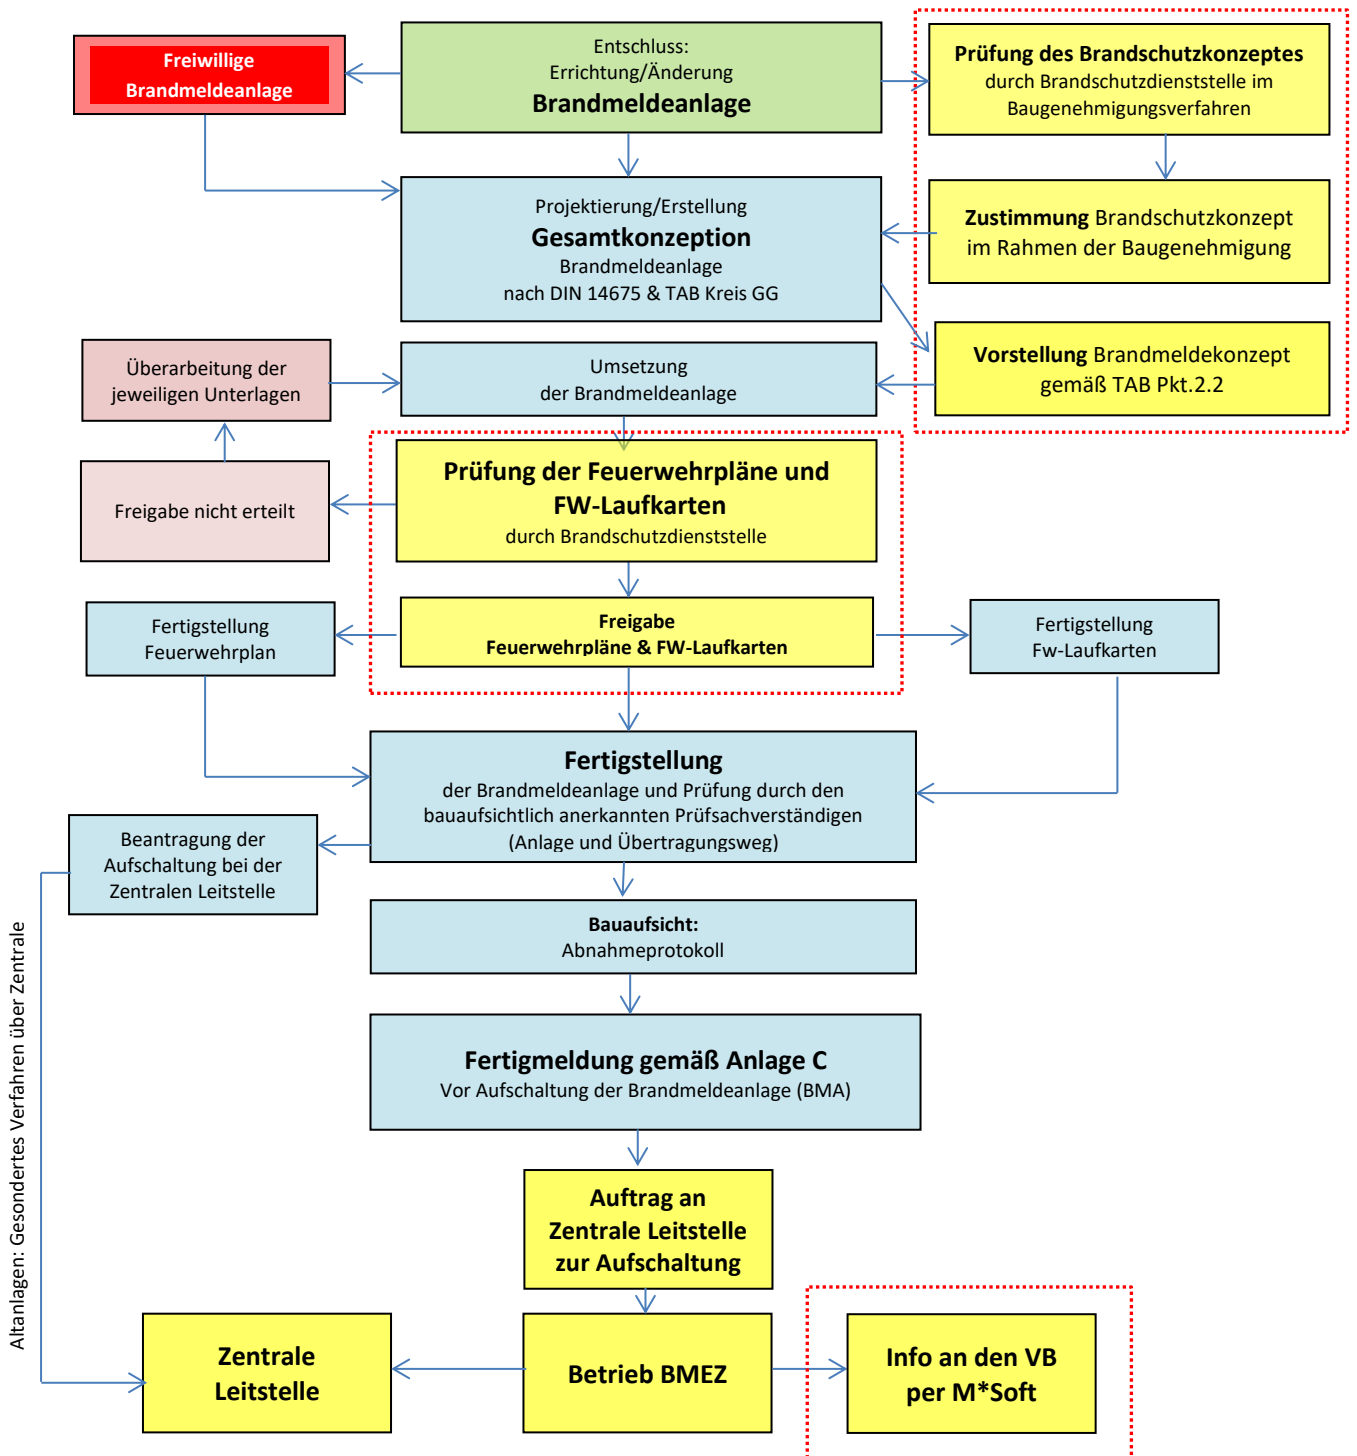 Freiwillige
Brandmeldeanlage
Entschluss:
Errichtung/Änderung
Brandmeldeanlage
Prüfung des Brandschutzkonzeptes
durch Brandschutzdienststelle im
Baugenehmigungsverfahren
Projektierung/Erstellung
Gesamtkonzeption
Brandmeldeanlage
nach DIN 14675 & TAB Kreis GG
Zustimmung Brandschutzkonzept
im Rahmen der Baugenehmigung
Vorstellung Brandmeldekonzept
gemäß TAB Pkt.2.2
Überarbeitung der
jeweiligen Unterlagen
Umsetzung
der Brandmeldeanlage
Prüfung der Feuerwehrpläne und
FW-Laufkarten
durch Brandschutzdienststelle
Freigabe nicht erteilt
Fertigstellung
Feuerwehrplan
Freigabe
Feuerwehrpläne & FW-Laufkarten
Fertigstellung
Fw-Laufkarten
Fertigstellung
der Brandmeldeanlage und Prüfung durch den
bauaufsichtlich anerkannten Prüfsachverständigen
(Anlage und Übertragungsweg)
Beantragung der
Aufschaltung bei der
Zentralen Leitstelle
Bauaufsicht:
Abnahmeprotokoll
Altanlagen: Gesondertes Verfahren über Zentrale
Fertigmeldung gemäß Anlage C
Vor Aufschaltung der Brandmeldeanlage (BMA)
Auftrag an
Zentrale Leitstelle
zur Aufschaltung
Zentrale
Leitstelle
Betrieb BMEZ
Info an den VB
per M*Soft